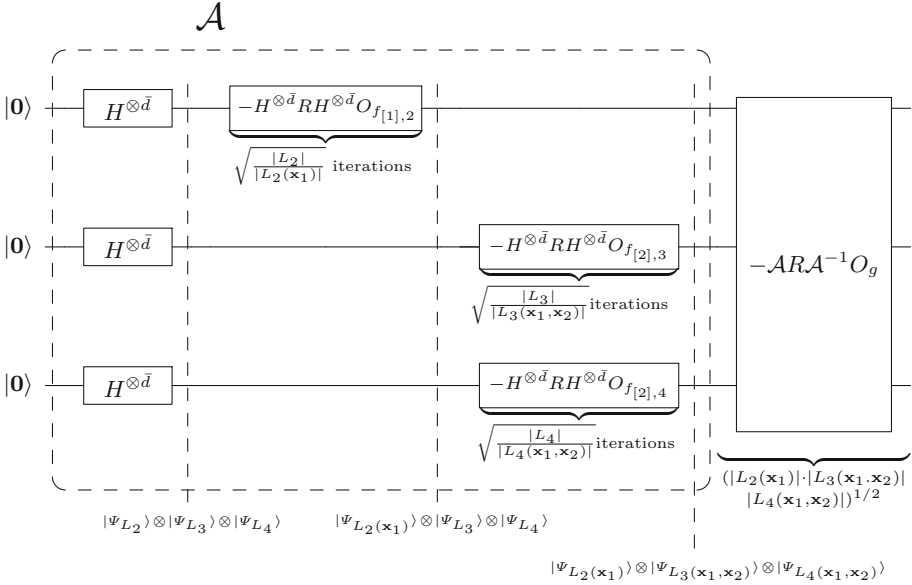 𝒜
|𝟎⟩ H^{⊗d̄} −H^{⊗d̄}RH^{⊗d̄}O_{f_{[1],2}}
√(|L_2| / |L_2(𝐱_1)|) iterations
|𝟎⟩ H^{⊗d̄} −H^{⊗d̄}RH^{⊗d̄}O_{f_{[2],3}} −𝒜R𝒜^{−1}O_g
√(|L_3| / |L_3(𝐱_1,𝐱_2)|) iterations
|𝟎⟩ H^{⊗d̄} −H^{⊗d̄}RH^{⊗d̄}O_{f_{[2],4}}
√(|L_4| / |L_4(𝐱_1,𝐱_2)|) iterations
(|L_2(𝐱_1)|·|L_3(𝐱_1.𝐱_2)|
|L_4(𝐱_1,𝐱_2)|)^{1/2}
|Ψ_{L_2}⟩⊗|Ψ_{L_3}⟩⊗|Ψ_{L_4}⟩ |Ψ_{L_2(𝐱_1)}⟩⊗|Ψ_{L_3}⟩⊗|Ψ_{L_4}⟩
|Ψ_{L_2(𝐱_1)}⟩⊗|Ψ_{L_3(𝐱_1,𝐱_2)}⟩⊗|Ψ_{L_4(𝐱_1,𝐱_2)}⟩